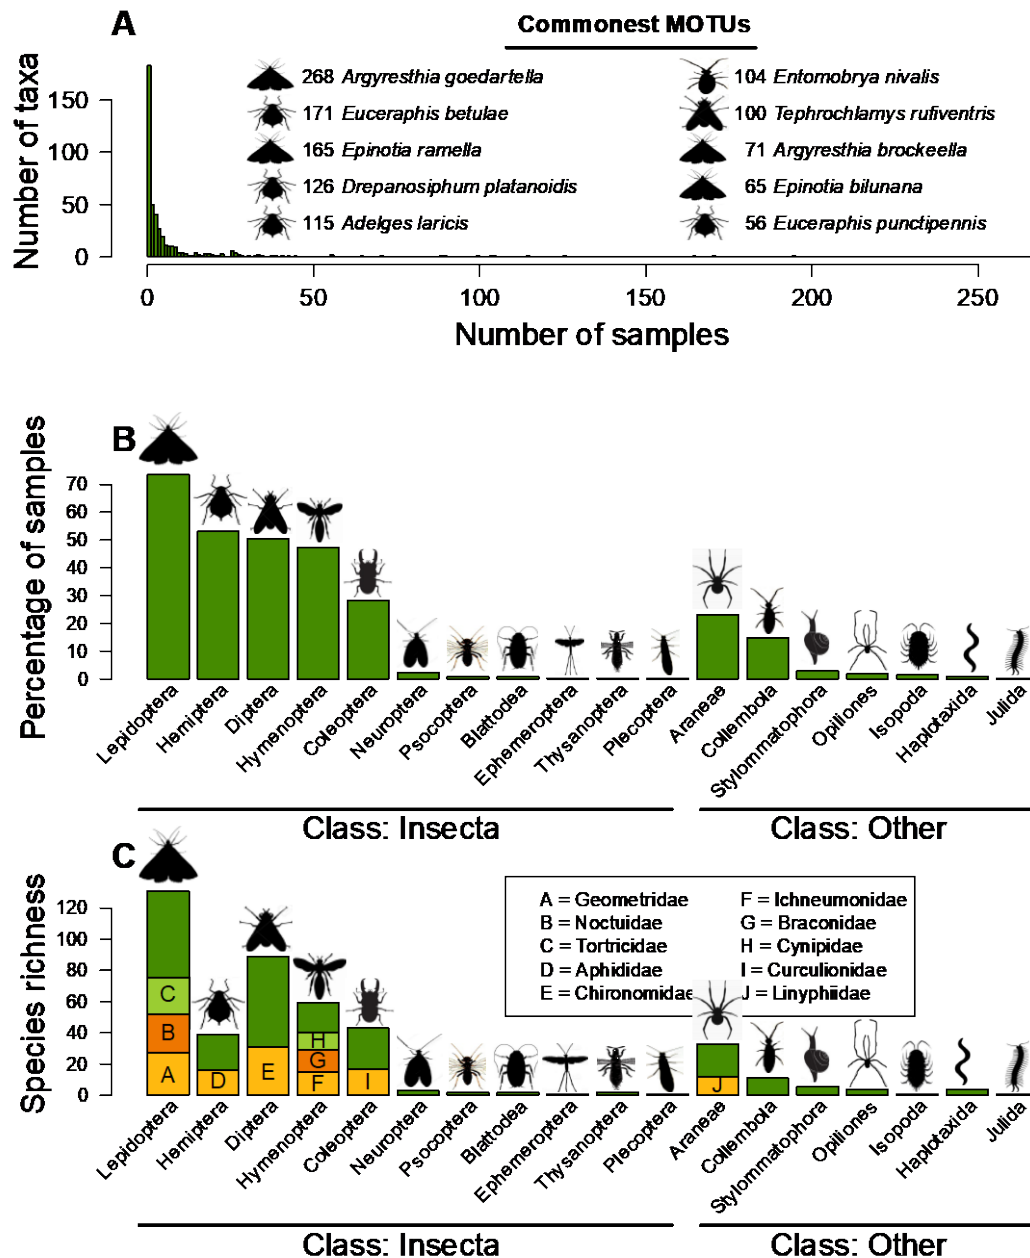 A
Commonest MOTUs
268 Argyresthia goedartella
171 Euceraphis betulae
165 Epinotia ramella
126 Drepanosiphum platanoidis
115 Adelges laricis
104 Entomobrya nivalis
100 Tephrochlamys rufiventris
71 Argyresthia brockeella
65 Epinotia bilunana
56 Euceraphis punctipennis
Number of taxa
150
100
50
0
0 50 100 150 200 250
Number of samples
B
Percentage of samples
70
60
50
40
30
20
10
0
Lepidoptera
Hemiptera
Diptera
Hymenoptera
Coleoptera
Neuroptera
Psocoptera
Blattodea
Ephemeroptera
Thysanoptera
Plecoptera
Araneae
Collembola
Stylommatophora
Opiliones
Isopoda
Haplotaxida
Julida
Class: Insecta
Class: Other
C
Species richness
120
100
80
60
40
20
0
A = Geometridae
B = Noctuidae
C = Tortricidae
D = Aphididae
E = Chironomidae
F = Ichneumonidae
G = Braconidae
H = Cynipidae
I = Curculionidae
J = Linyphiidae
C
B
A
D
E
H
G
F
I
J
Lepidoptera
Hemiptera
Diptera
Hymenoptera
Coleoptera
Neuroptera
Psocoptera
Blattodea
Ephemeroptera
Thysanoptera
Plecoptera
Araneae
Collembola
Stylommatophora
Opiliones
Isopoda
Haplotaxida
Julida
Class: Insecta
Class: Other